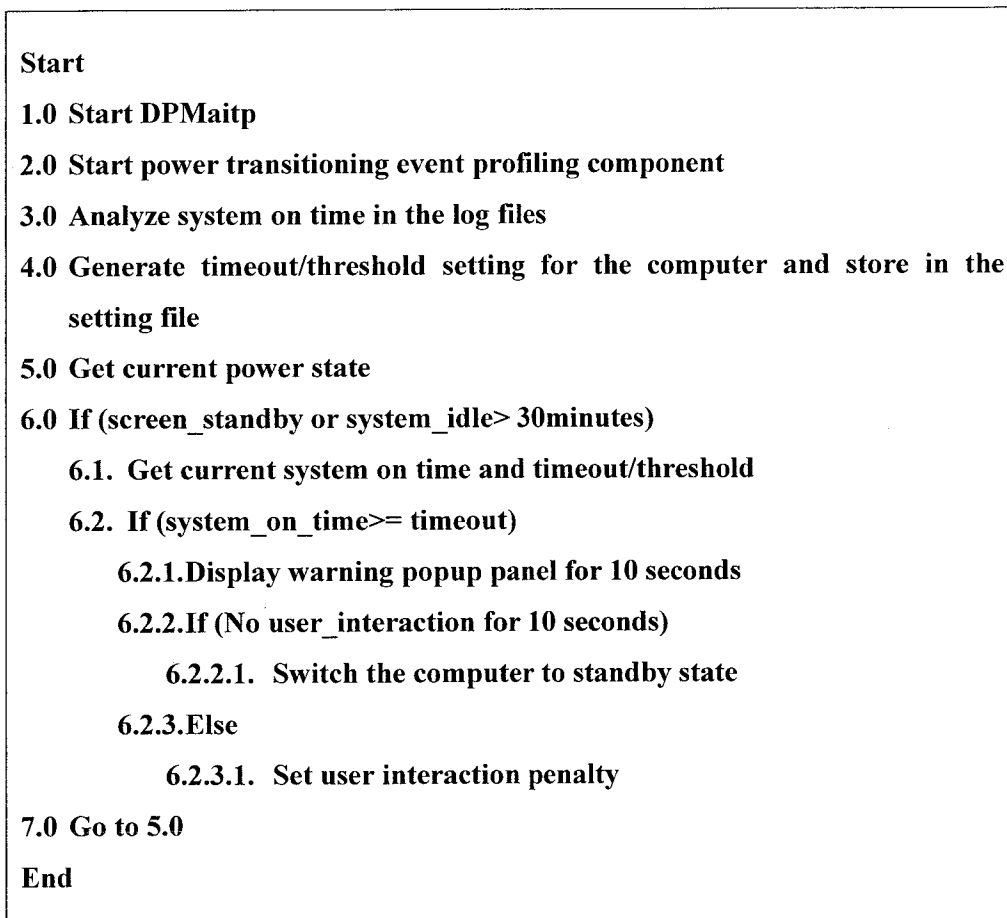 Start
1.0 Start DPMaitp
2.0 Start power transitioning event profiling component
3.0 Analyze system on time in the log files
4.0 Generate timeout/threshold setting for the computer and store in the
setting file
5.0 Get current power state
6.0 If (screen_standby or system_idle> 30minutes)
6.1. Get current system on time and timeout/threshold
6.2. If (system_on_time>= timeout)
6.2.1.Display warning popup panel for 10 seconds
6.2.2.If (No user_interaction for 10 seconds)
6.2.2.1. Switch the computer to standby state
6.2.3.Else
6.2.3.1. Set user interaction penalty
7.0 Go to 5.0
End